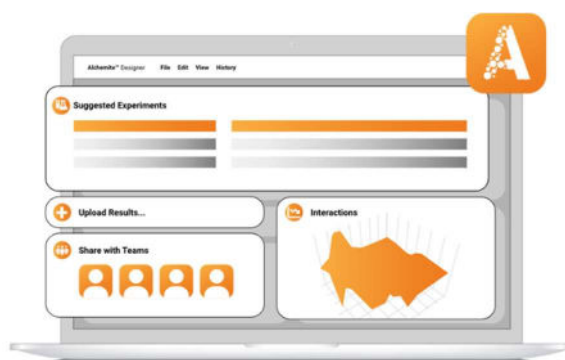 Alchemite™ Designer File Edit View History
Suggested Experiments
Upload Results...
Interactions
Share with Teams
A